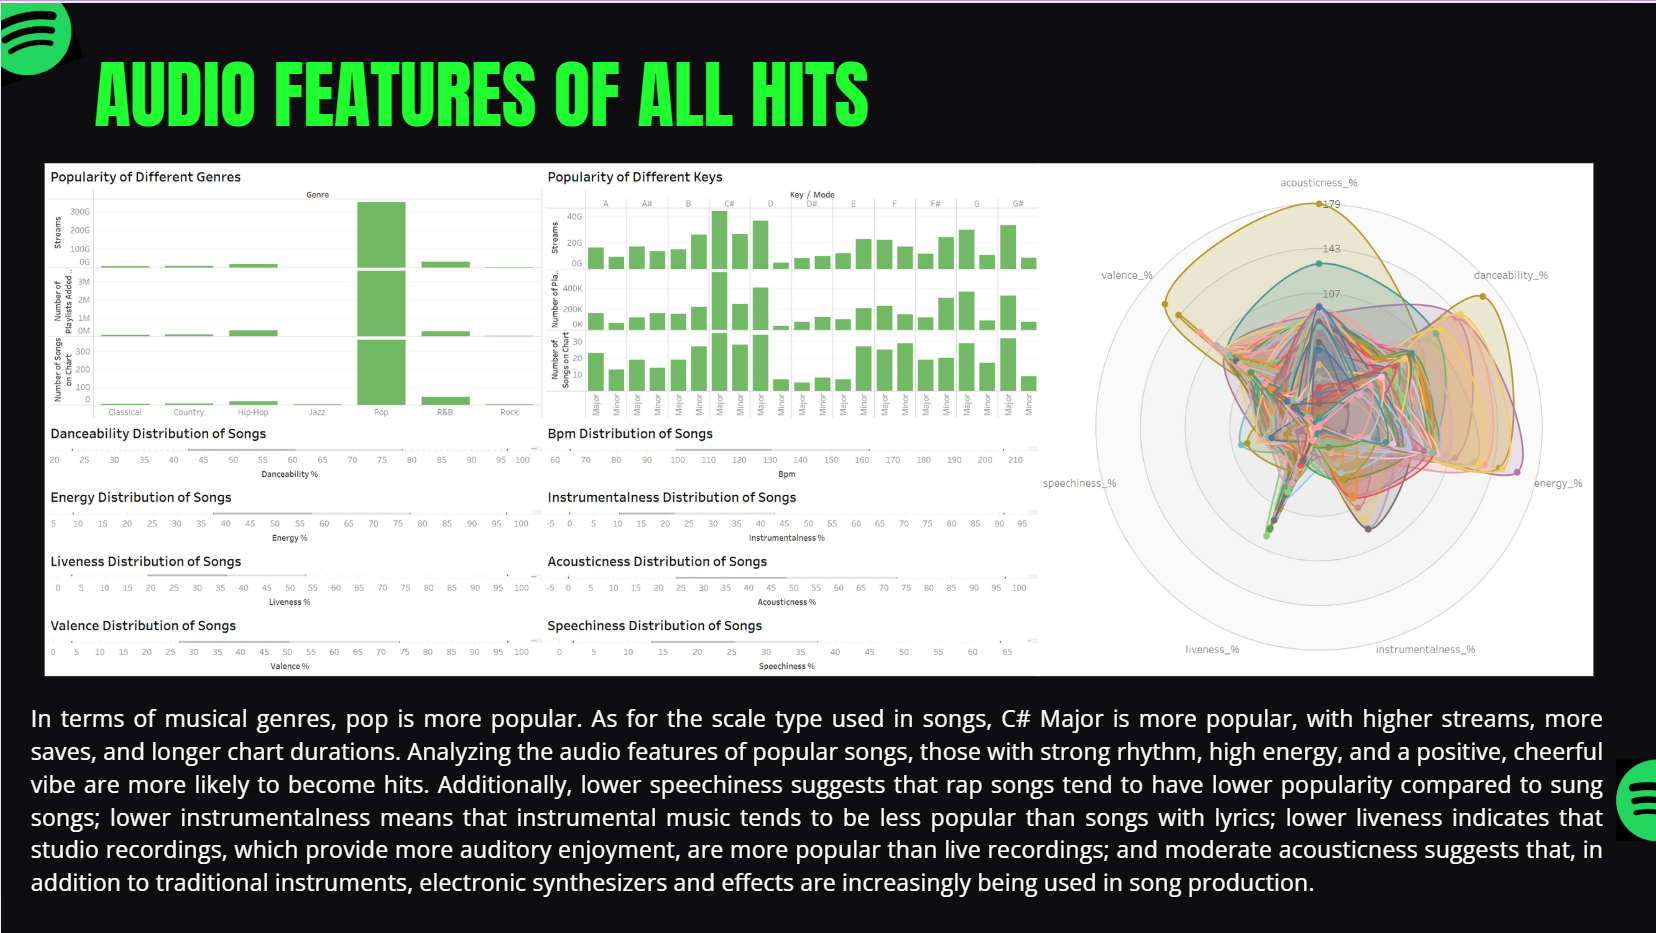 AUDIO FEATURES OF ALL HITS
Popularity of Different Genres
Genre
Streams
300G
200G
100G
0G
Number of
Playlists Added ..
3M
2M
1M
0M
Number of Songs
on Chart
300
200
100
0
Classical Country Hip-Hop Jazz Pop R&B Rock
Popularity of Different Keys
Key / Mode
A A# B C# D D# E F F# G G#
Streams
40G
20G
0G
Number of Pla..
400K
200K
0K
Number of
Songs on Chart
30
20
10
Major Minor Major Minor Major Minor Major Minor Major Minor Major Minor Major Minor Major Minor Major Minor Major Minor Major Minor
Danceability Distribution of Songs
20 25 30 35 40 45 50 55 60 65 70 75 80 85 90 95 100
Danceability %
Bpm Distribution of Songs
60 70 80 90 100 110 120 130 140 150 160 170 180 190 200 210
Bpm
Energy Distribution of Songs
5 10 15 20 25 30 35 40 45 50 55 60 65 70 75 80 85 90 95 100
Energy %
Instrumentalness Distribution of Songs
-5 0 5 10 15 20 25 30 35 40 45 50 55 60 65 70 75 80 85 90 95
Instrumentalness %
Liveness Distribution of Songs
0 5 10 15 20 25 30 35 40 45 50 55 60 65 70 75 80 85 90 95 100
Liveness %
Acousticness Distribution of Songs
-5 0 5 10 15 20 25 30 35 40 45 50 55 60 65 70 75 80 85 90 95 100
Acousticness %
Valence Distribution of Songs
0 5 10 15 20 25 30 35 40 45 50 55 60 65 70 75 80 85 90 95 100
Valence %
Speechiness Distribution of Songs
0 5 10 15 20 25 30 35 40 45 50 55 60 65
Speechiness %
acousticness_%
179
143
107
valence_%
danceability_%
speechiness_%
energy_%
liveness_%
instrumentalness_%
In terms of musical genres, pop is more popular. As for the scale type used in songs, C# Major is more popular, with higher streams, more
saves, and longer chart durations. Analyzing the audio features of popular songs, those with strong rhythm, high energy, and a positive, cheerful
vibe are more likely to become hits. Additionally, lower speechiness suggests that rap songs tend to have lower popularity compared to sung
songs; lower instrumentalness means that instrumental music tends to be less popular than songs with lyrics; lower liveness indicates that
studio recordings, which provide more auditory enjoyment, are more popular than live recordings; and moderate acousticness suggests that, in
addition to traditional instruments, electronic synthesizers and effects are increasingly being used in song production.